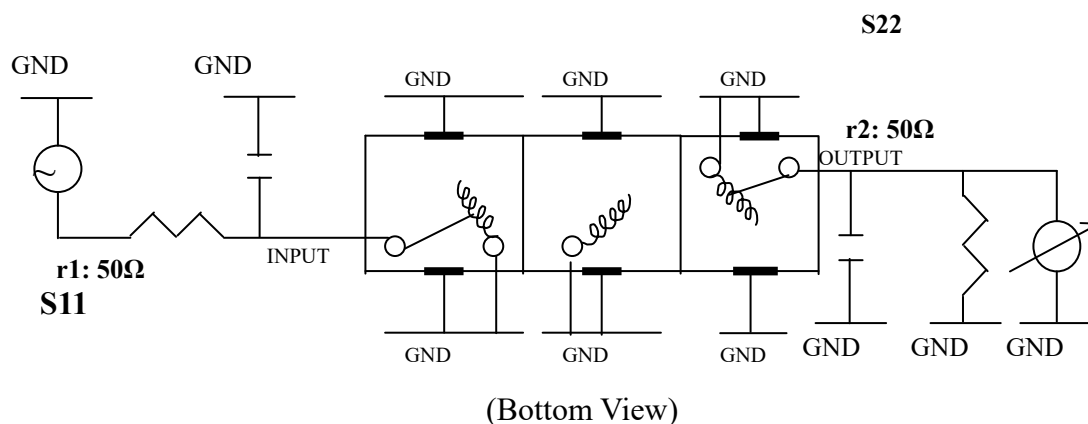 S22
GND
GND
GND
GND
GND
r2: 50Ω
OUTPUT
INPUT
r1: 50Ω
S11
GND
GND
GND
GND
GND
GND
(Bottom View)